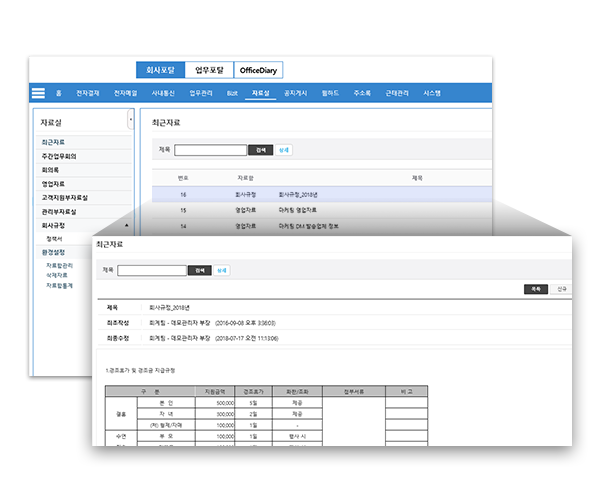 회사포탈 업무포탈 OfficeDiary
홈 전자결재 전자메일 사내통신 업무관리 Bizit 자료실 공지게시 웹하드 주소록 근태관리 시스템
자료실
최근자료
주간업무회의
회의록
영업자료
고객지원부자료실
관리부자료실
회사규정
정책서
환경설정
자료함관리
삭제자료
자료함통계
최근자료
제목 검색 상세
번호 자료함 제목
16 회사규정 회사규정_2018년
15 영업자료 마케팅 영업자료
14 영업자료 마케팅 DM 발송업체 정보
최근자료
제목 검색 상세
목록 신규
제목 회사규정_2018년
최초작성 회계팀 - 데모관리자 부장 (2016-09-08 오후 3:36:03)
최종수정 회계팀 - 데모관리자 부장 (2018-07-17 오전 11:13:06)
1.경조휴가 및 경조금 지급규정
구 분 지원금액 경조휴가 화환/조화 첨부서류 비 고
결혼 본 인 500,000 5일 제공
자 녀 300,000 2일 제공
(처) 형제/자매 100,000 1일 -
수연 부 모 100,000 1일 행사 시